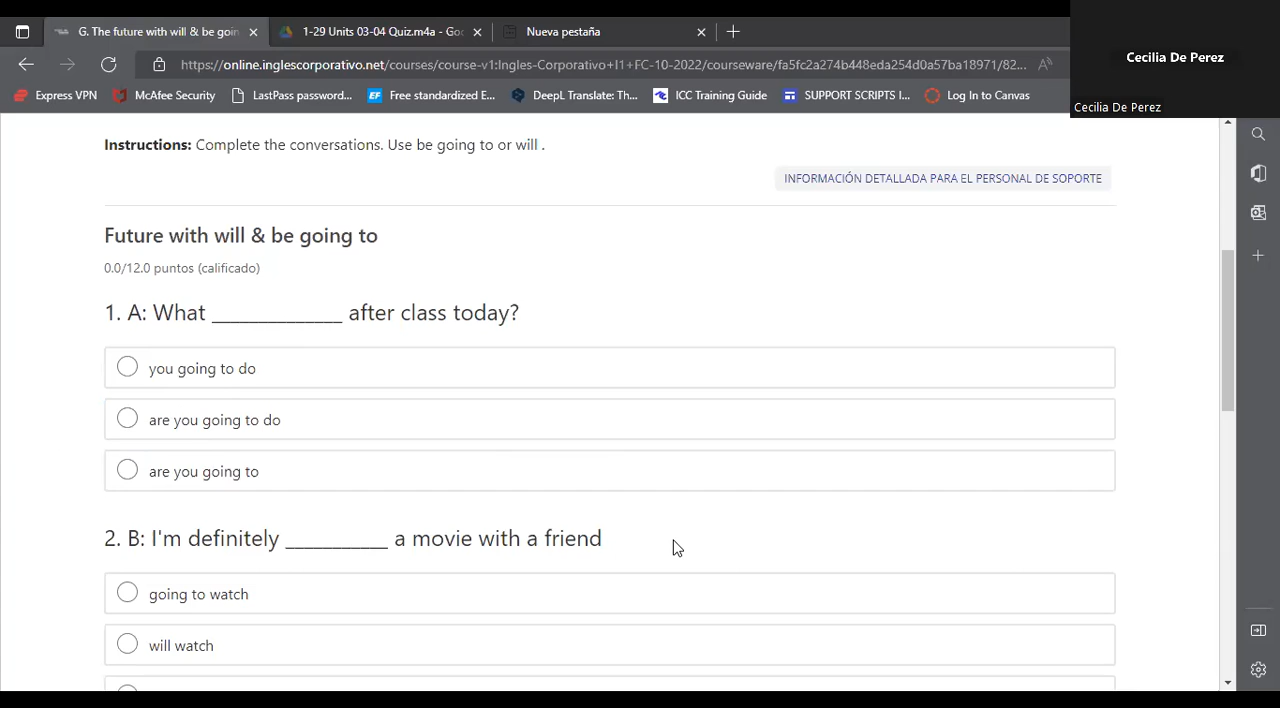 G. The future with will & be goin
1-29 Units 03-04 Quiz.m4a - Goo
Nueva pestaña
Cecilia De Perez
https://online.inglescorporativo.net/courses/course-v1:Ingles-Corporativo+I1+FC-10-2022/courseware/fa5fc2a274b448eda254d0a57ba18971/82...
Express VPN
McAfee Security
LastPass password...
EF Free standardized E...
DeepL Translate: Th...
ICC Training Guide
SUPPORT SCRIPTS I...
Log In to Canvas
Cecilia De Perez
Instructions: Complete the conversations. Use be going to or will .
INFORMACIÓN DETALLADA PARA EL PERSONAL DE SOPORTE
Future with will & be going to
0.0/12.0 puntos (calificado)
1. A: What ______________ after class today?
you going to do
are you going to do
are you going to
2. B: I'm definitely ___________ a movie with a friend
going to watch
will watch